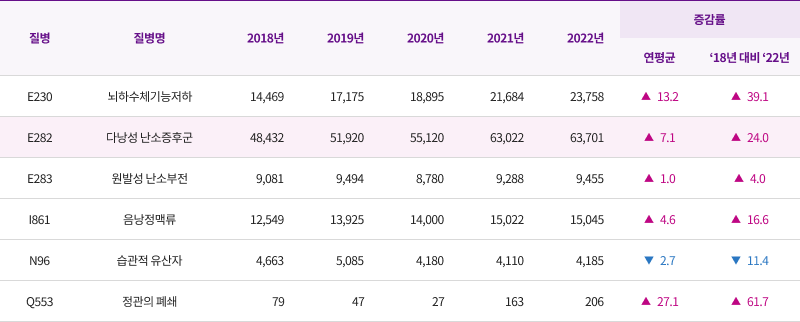 질병 질병명 2018년 2019년 2020년 2021년 2022년 증감률
연평균 ‘18년 대비 ‘22년
E230 뇌하수체기능저하 14,469 17,175 18,895 21,684 23,758 ▲ 13.2 ▲ 39.1
E282 다낭성 난소증후군 48,432 51,920 55,120 63,022 63,701 ▲ 7.1 ▲ 24.0
E283 원발성 난소부전 9,081 9,494 8,780 9,288 9,455 ▲ 1.0 ▲ 4.0
I861 음낭정맥류 12,549 13,925 14,000 15,022 15,045 ▲ 4.6 ▲ 16.6
N96 습관적 유산자 4,663 5,085 4,180 4,110 4,185 ▼ 2.7 ▼ 11.4
Q553 정관의 폐쇄 79 47 27 163 206 ▲ 27.1 ▲ 61.7